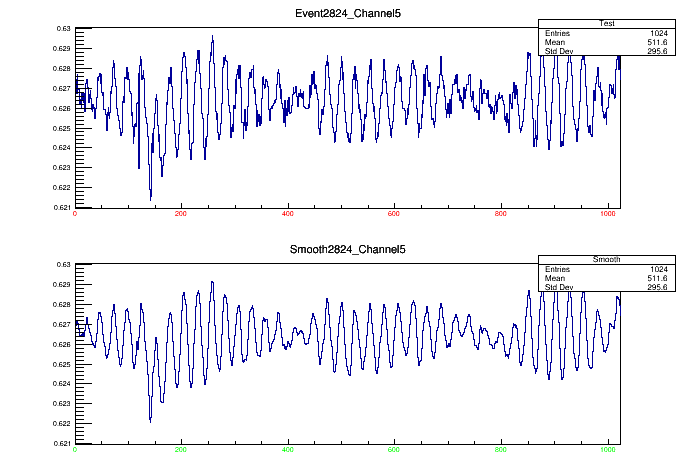 Event2824_Channel5
Test
Entries 1024
Mean 511.6
Std Dev 295.6
0.63
0.629
0.628
0.627
0.626
0.625
0.624
0.623
0.622
0.621
0 200 400 600 800 1000
Smooth2824_Channel5
Smooth
Entries 1024
Mean 511.6
Std Dev 295.6
0.63
0.629
0.628
0.627
0.626
0.625
0.624
0.623
0.622
0.621
0 200 400 600 800 1000